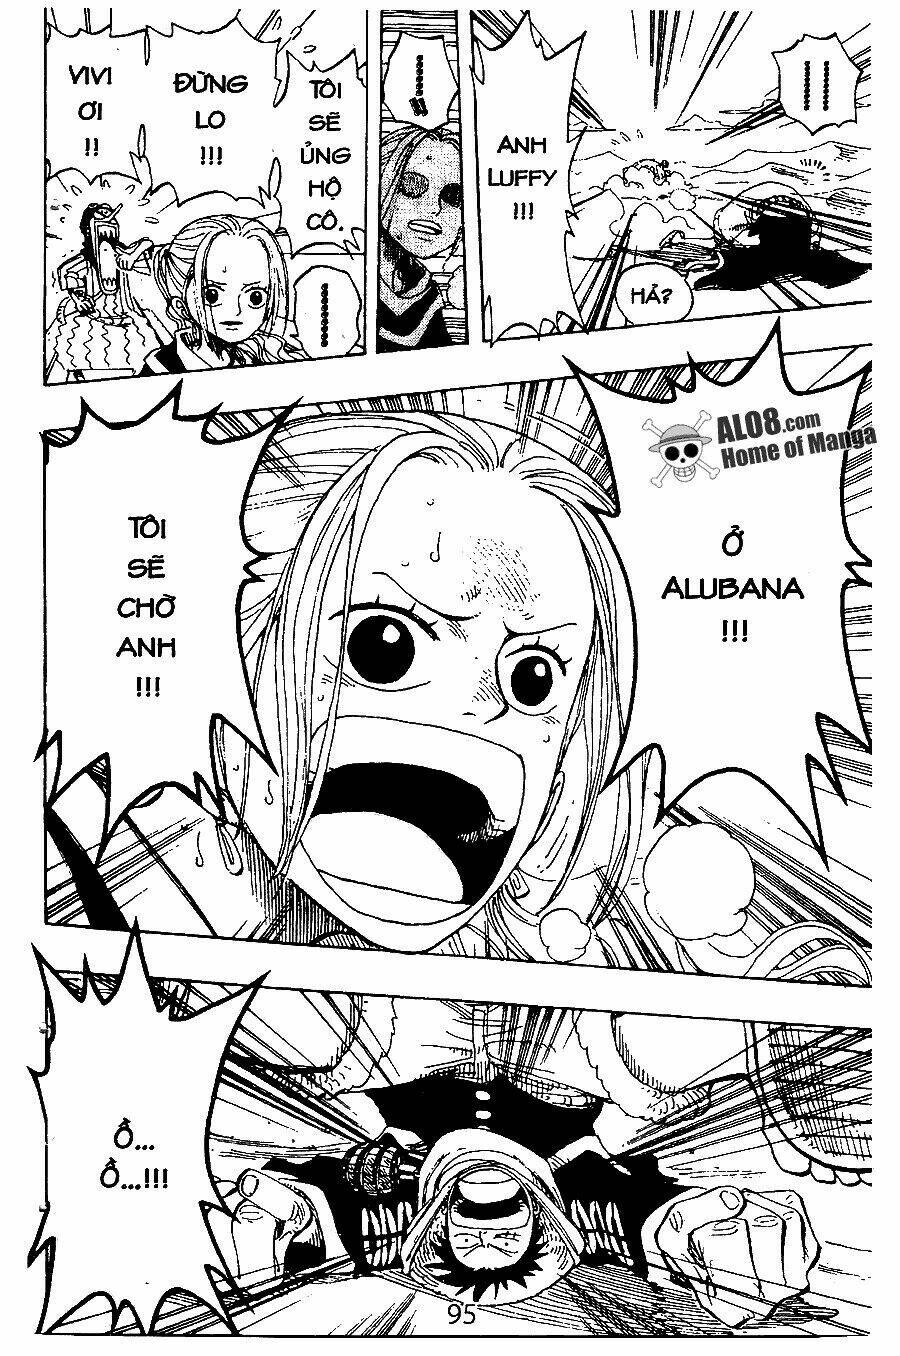 !!!!!!!!
ANH
LUFFY
!!!
HẢ?
!!
TÔI
SẼ
ỦNG
HỘ
CÔ.
ĐỪNG
LO
!!!
VIVI
ƠI
!!
ALO8.com
Home of Manga
Ở
ALUBANA
!!!
TÔI
SẼ
CHỜ
ANH
!!!
Ồ...
Ồ...!!!
95